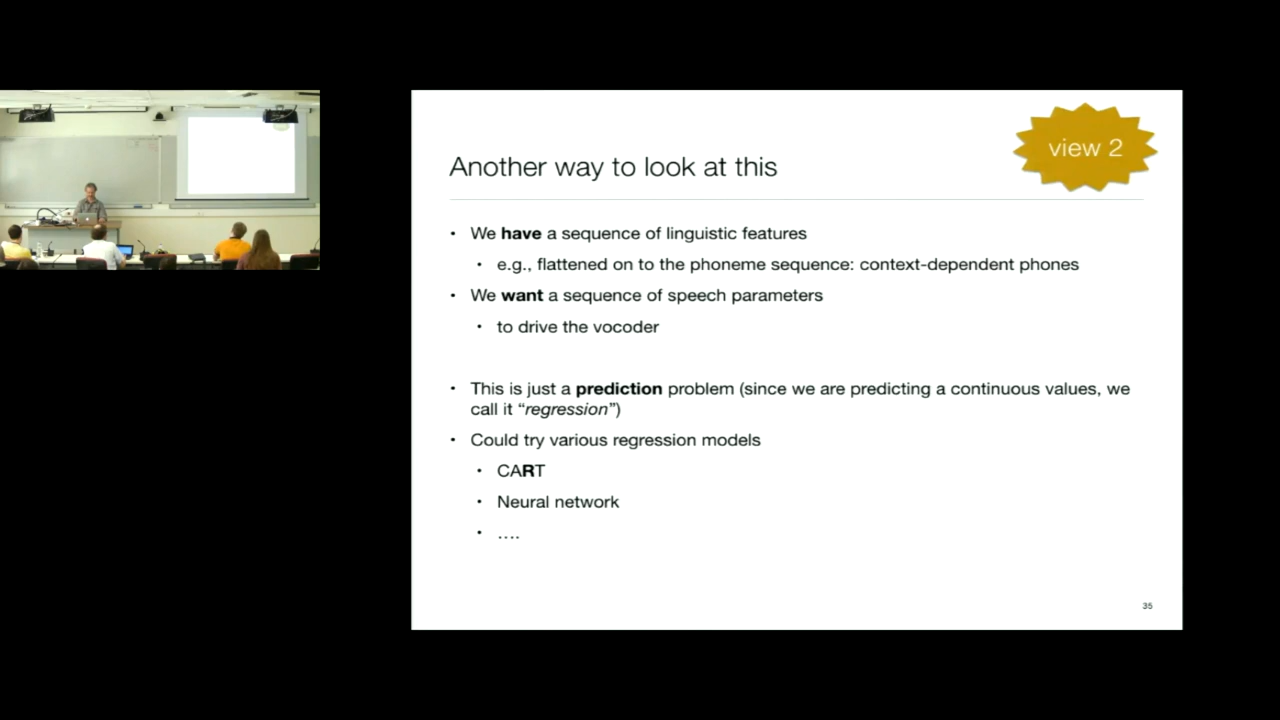 view 2
Another way to look at this
• We have a sequence of linguistic features
• e.g., flattened on to the phoneme sequence: context-dependent phones
• We want a sequence of speech parameters
• to drive the vocoder
• This is just a prediction problem (since we are predicting a continuous values, we
call it “regression”)
• Could try various regression models
• CART
• Neural network
• ….
35